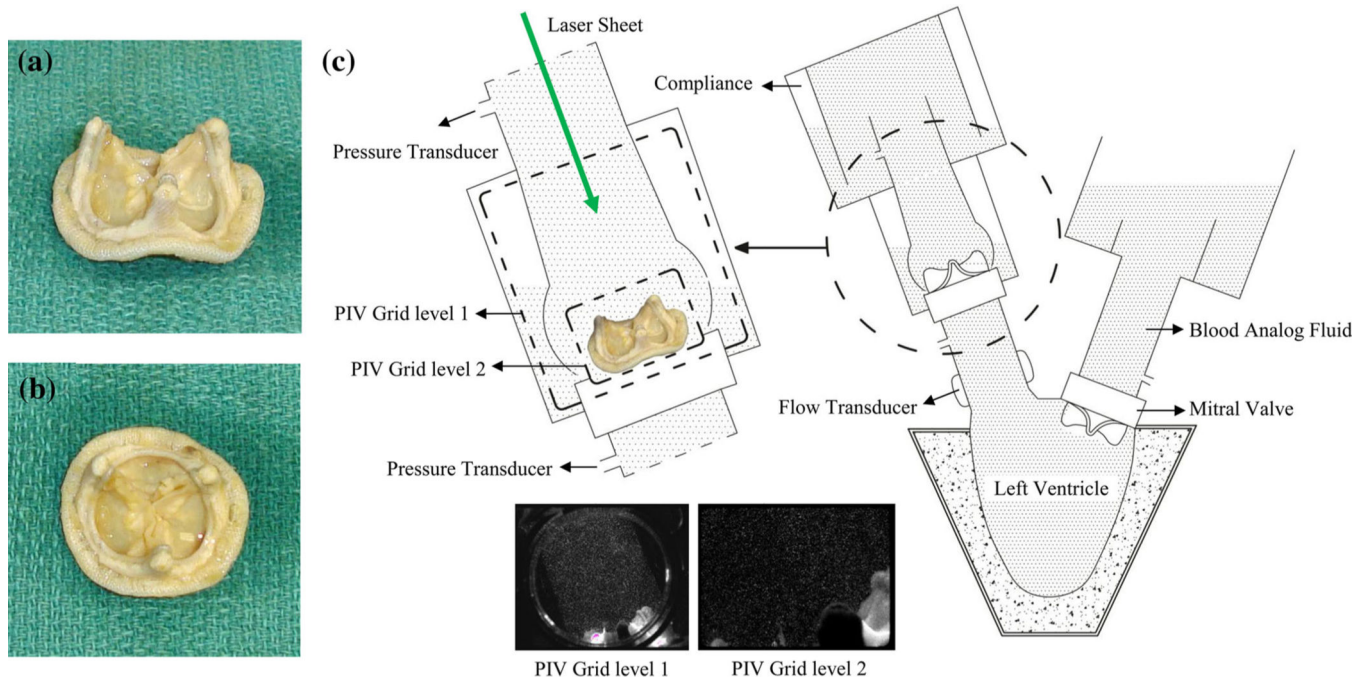 (a)
(b)
(c)
Laser Sheet
Compliance
Pressure Transducer
PIV Grid level 1
PIV Grid level 2
Blood Analog Fluid
Flow Transducer
Mitral Valve
Pressure Transducer
Left Ventricle
PIV Grid level 1
PIV Grid level 2